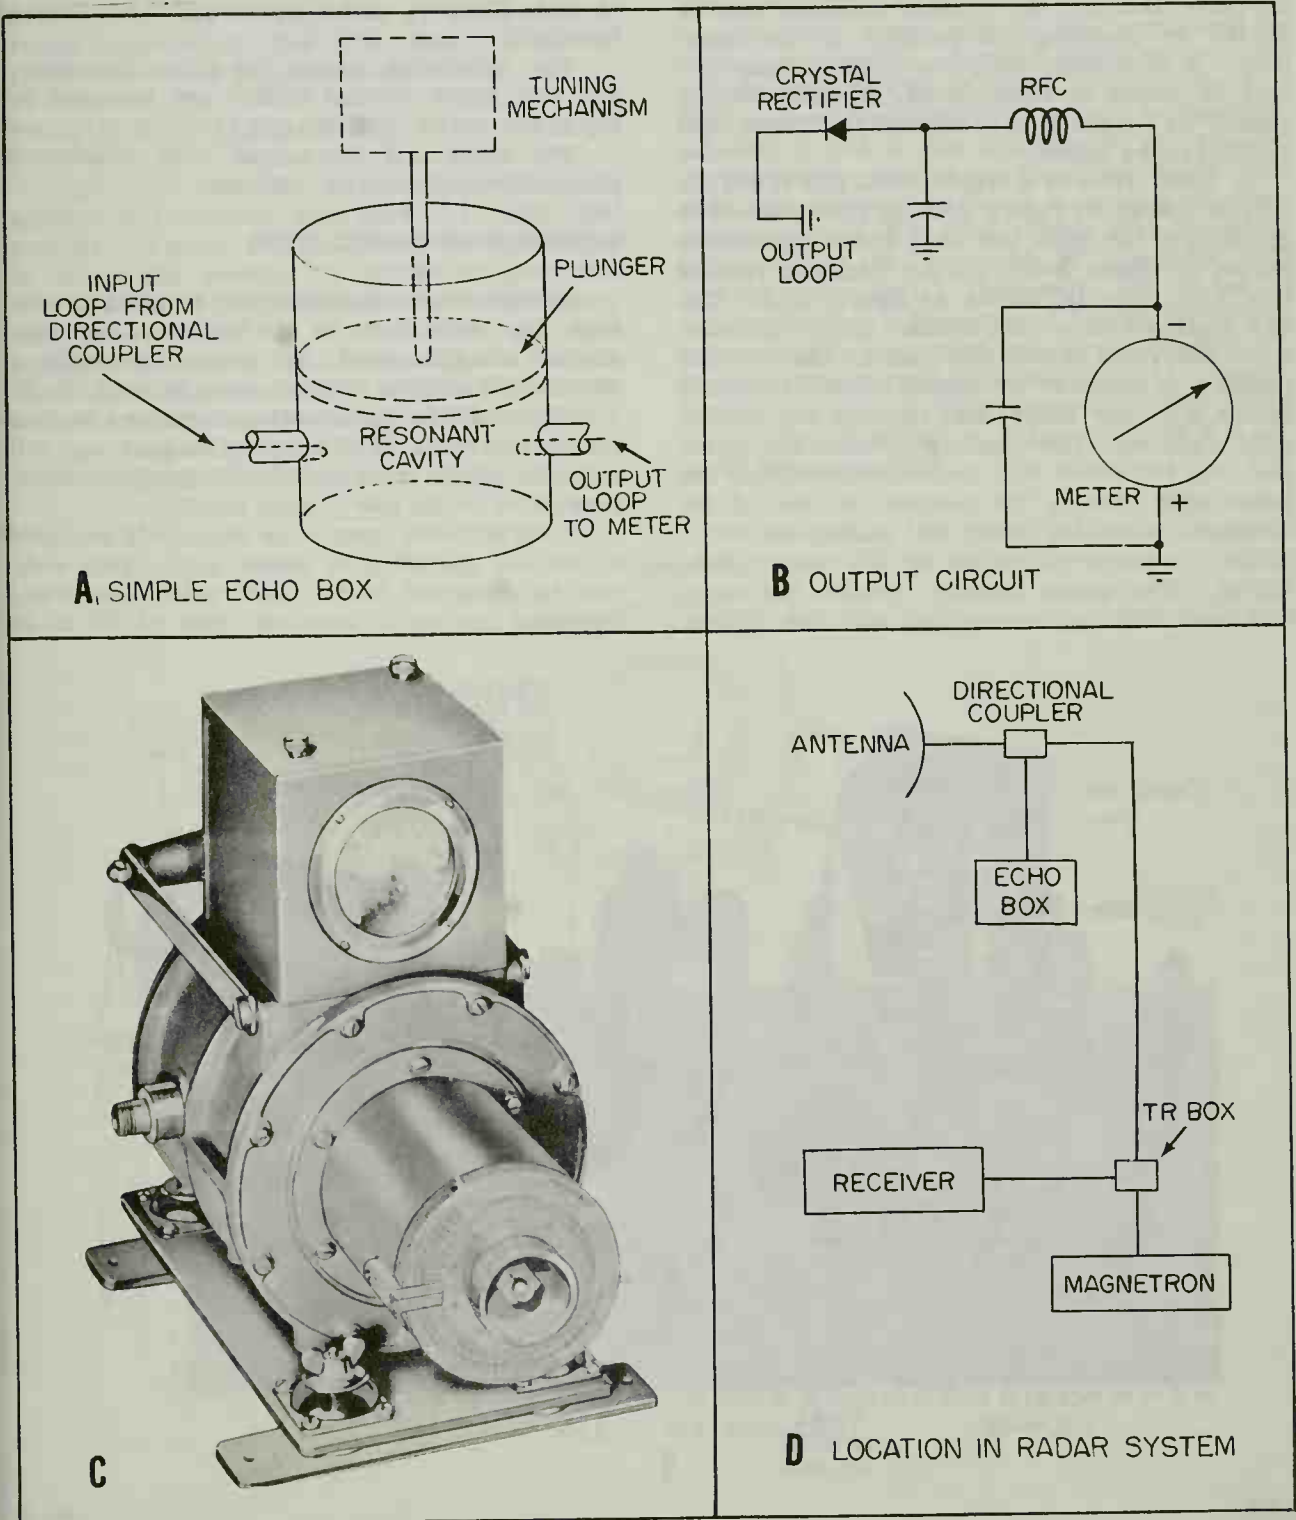 TUNING
MECHANISM
PLUNGER
INPUT
LOOP FROM
DIRECTIONAL
COUPLER
RESONANT
CAVITY
OUTPUT
LOOP
TO METER
A. SIMPLE ECHO BOX
CRYSTAL
RECTIFIER
RFC
OUTPUT
LOOP
−
METER
+
B OUTPUT CIRCUIT
C
DIRECTIONAL
COUPLER
ANTENNA
ECHO
BOX
TR BOX
RECEIVER
MAGNETRON
D LOCATION IN RADAR SYSTEM